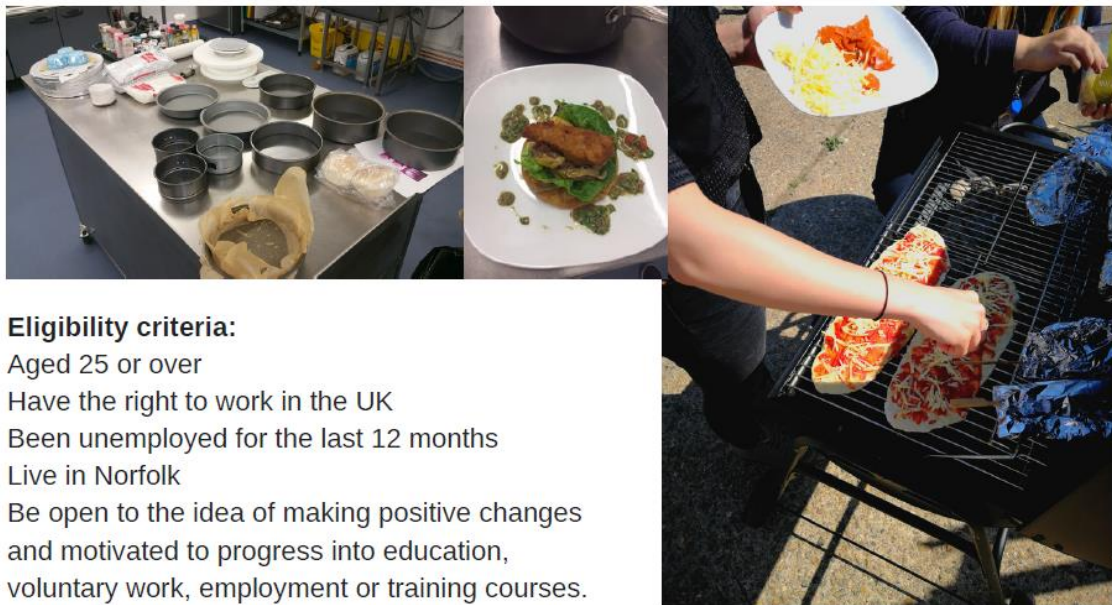 Eligibility criteria:
Aged 25 or over
Have the right to work in the UK
Been unemployed for the last 12 months
Live in Norfolk
Be open to the idea of making positive changes
and motivated to progress into education,
voluntary work, employment or training courses.